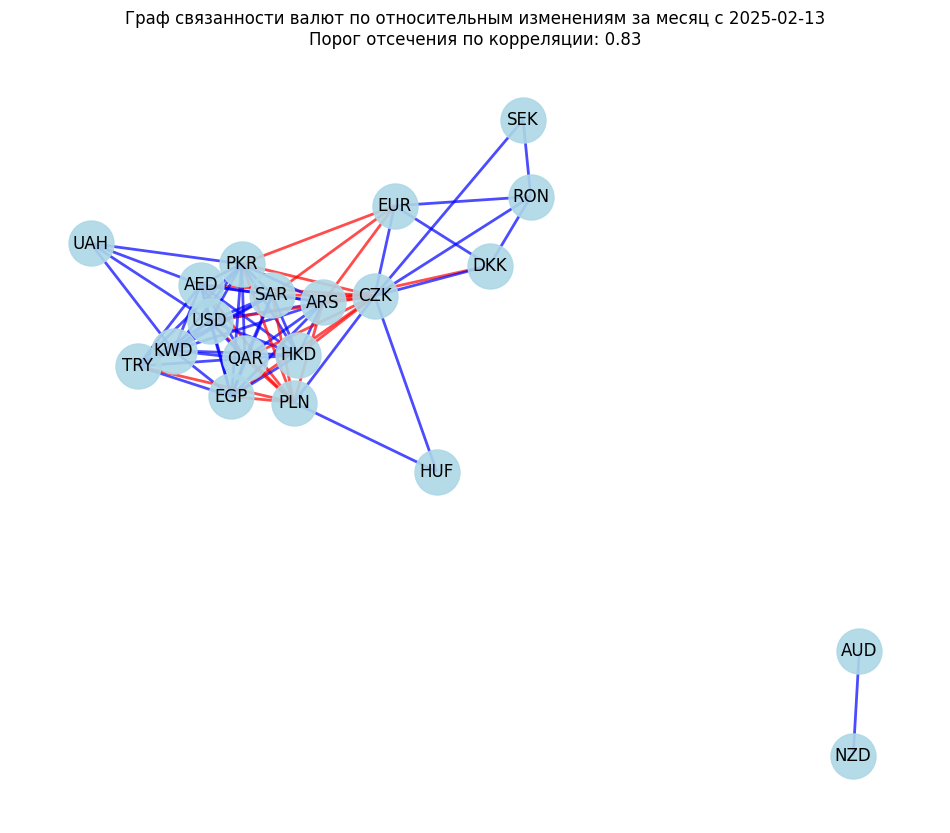 Граф связанности валют по относительным изменениям за месяц с 2025-02-13
Порог отсечения по корреляции: 0.83
SEK
RON
EUR
UAH
PKR
DKK
AED
SAR
CZK
ARS
USD
KWD
HKD
QAR
TRY
EGP
PLN
HUF
AUD
NZD